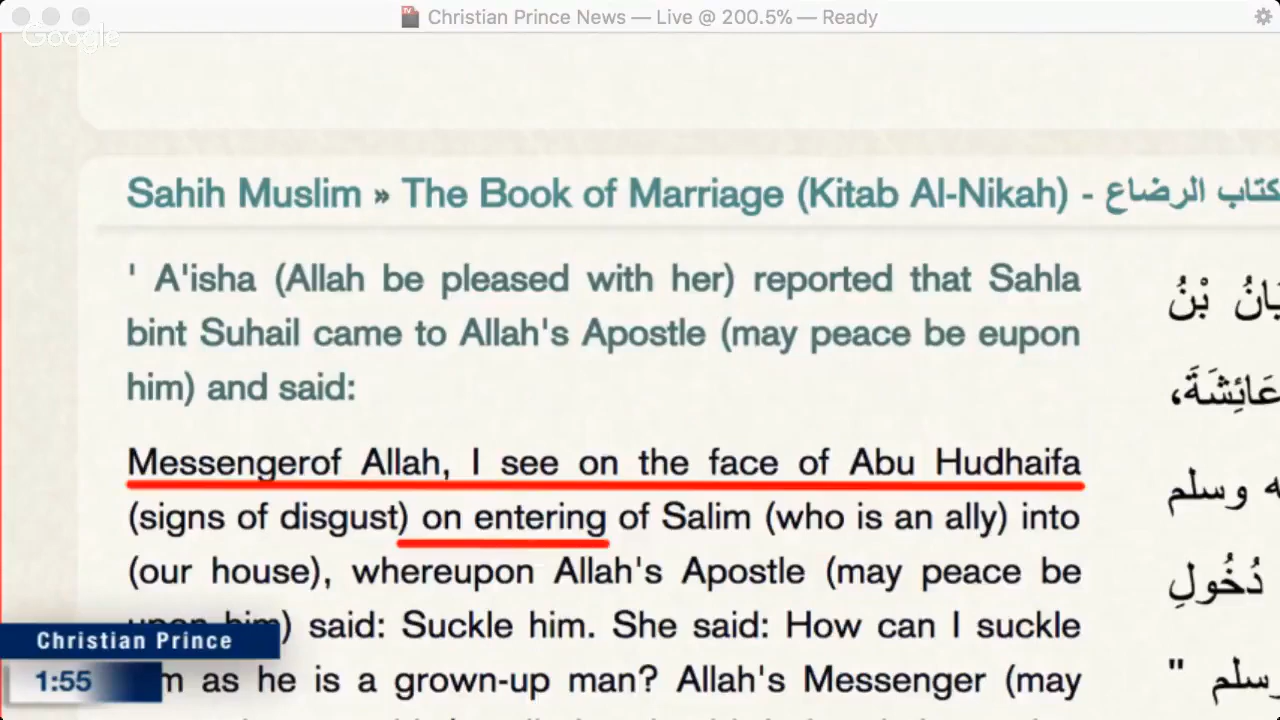 Christian Prince News — Live @ 200.5% — Ready
Google
Sahih Muslim » The Book of Marriage (Kitab Al-Nikah) - كتاب الرضاع
' A'isha (Allah be pleased with her) reported that Sahla
bint Suhail came to Allah's Apostle (may peace be eupon
him) and said:
Messengerof Allah, I see on the face of Abu Hudhaifa
(signs of disgust) on entering of Salim (who is an ally) into
(our house), whereupon Allah's Apostle (may peace be
upon him) said: Suckle him. She said: How can I suckle
as he is a grown-up man? Allah's Messenger (may
بْنُ
عَائِشَةَ،
وسلم
دُخُولِ
" وسلم
Christian Prince
1:55